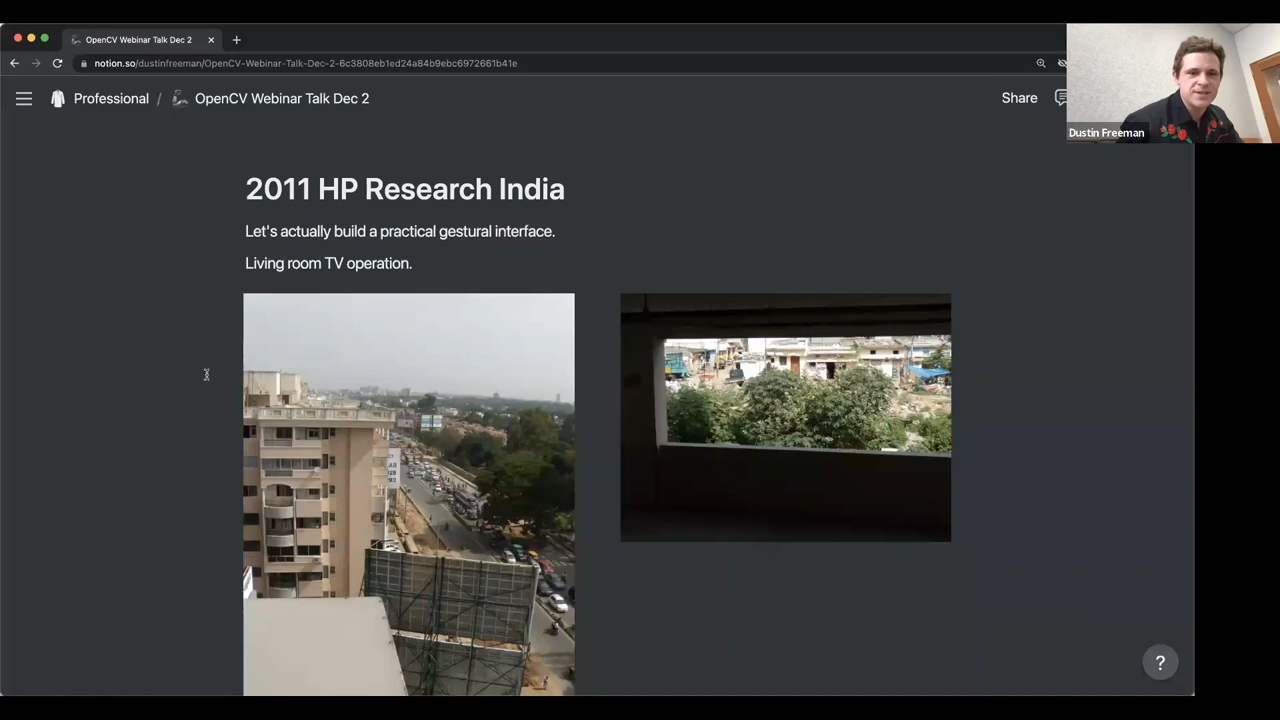 OpenCV Webinar Talk Dec 2
notion.so/dustinfreeman/OpenCV-Webinar-Talk-Dec-2-6c3808eb1ed24a84b9ebc6972661b41e
Professional / OpenCV Webinar Talk Dec 2
Share
Dustin Freeman
2011 HP Research India
Let's actually build a practical gestural interface.
Living room TV operation.
?